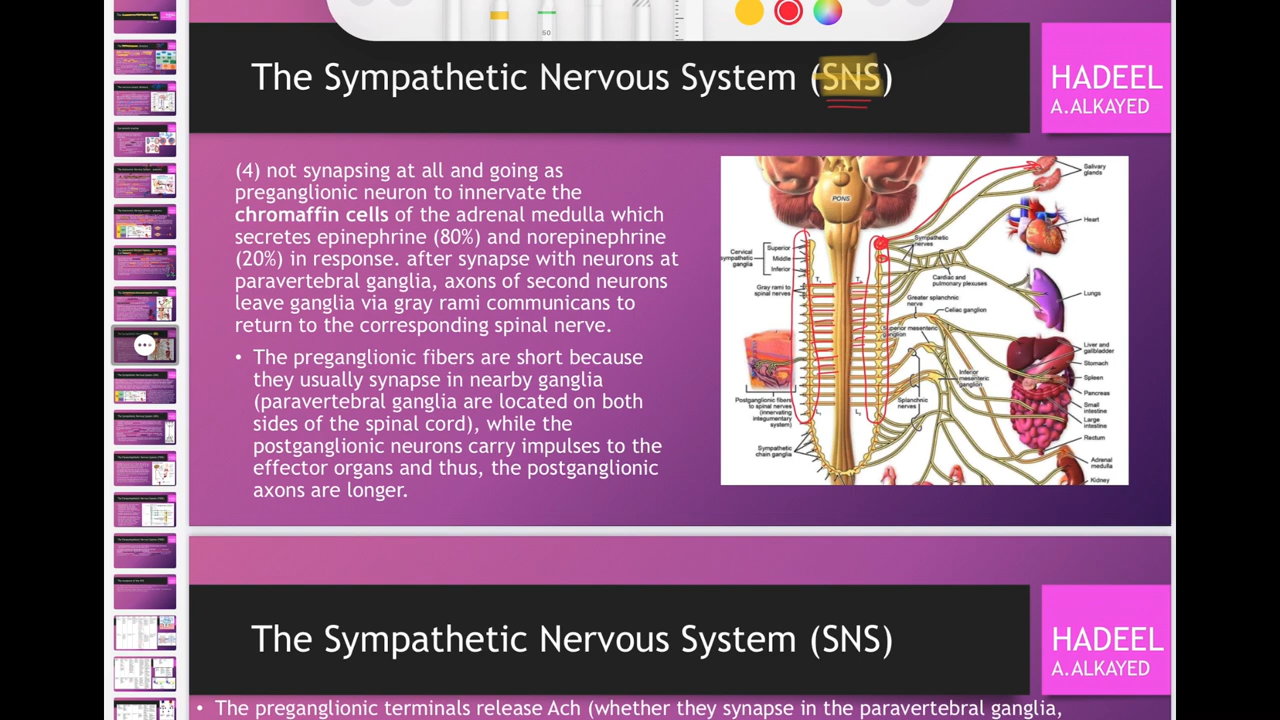 50
The Sympathetic Nervous System (SNS)
HADEEL
A.ALKAYED
(4) not synapsing at all and going as
preganglionic neuron to innervate the
chromaffin cells of the adrenal medulla which
secretes epinephrine (80%) and norepinephrine
(20%) in response. after synapse with neurons at
paravertebral ganglia, axons of second neurons
leave ganglia via gray rami communicans to
return to the corresponding spinal nerve.
• The preganglionic fibers are short because
they usually synapse in nearby ganglia
(paravertebral ganglia are located on both
sides of the spinal cord), while the
postganglionic neurons carry impulses to the
effector organs and thus, the postganglionic
axons are longer.
PONS
Cervical
sympathetic
ganglia
Superior
Middle
Inferior
Gray rami to
spinal nerves
Postganglionic fibers
to spinal nerves
(innervating
integumentary
system)
Sympathetic
chain ganglia
T₁
T₁
L₂
Sympathetic
nerves
Cardiac and
pulmonary plexuses
Greater splanchnic
nerve
Celiac ganglion
Superior mesenteric
ganglion
Inferior
mesenteric
ganglion
Splanchnic
nerves
Salivary
glands
Heart
Lungs
Liver and
gallbladder
Stomach
Spleen
Pancreas
Small
intestine
Large
intestine
Rectum
Adrenal
medulla
Kidney
The Sympathetic Nervous System (SNS)
HADEEL
A.ALKAYED
• The preganglionic terminals release Ach (whether they synapse in the paravertebral ganglia,